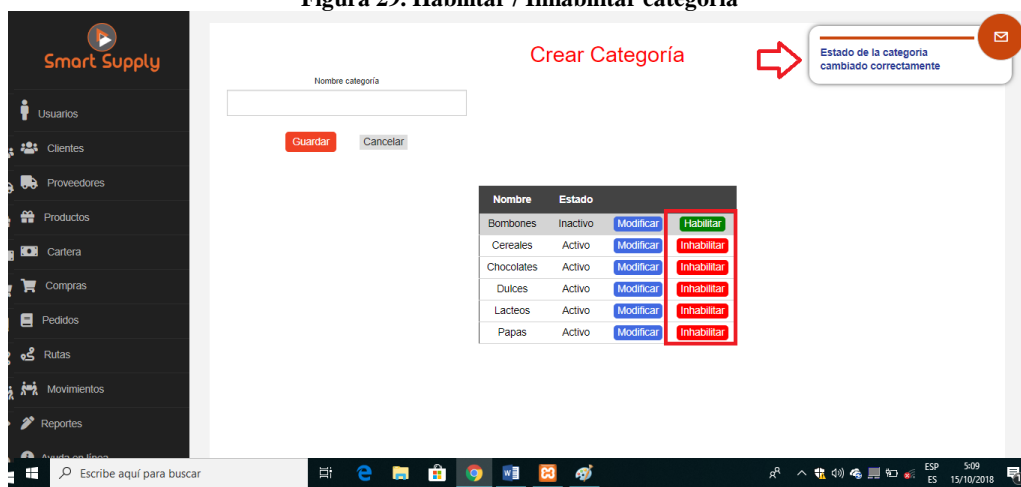 Figura 29. Habilitar / Inhabilitar categoría
Smart Supply
Usuarios
Clientes
Proveedores
Productos
Cartera
Compras
Pedidos
Rutas
Movimientos
Reportes
Ayuda en línea
Crear Categoría
Nombre categoría
Guardar Cancelar
Estado de la categoria
cambiado correctamente
Nombre Estado
Bombones Inactivo Modificar Habilitar
Cereales Activo Modificar Inhabilitar
Chocolates Activo Modificar Inhabilitar
Dulces Activo Modificar Inhabilitar
Lacteos Activo Modificar Inhabilitar
Papas Activo Modificar Inhabilitar
Escribe aquí para buscar
ESP 5:09
ES 15/10/2018